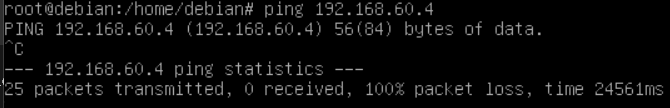 root@debian:/home/debian# ping 192.168.60.4
PING 192.168.60.4 (192.168.60.4) 56(84) bytes of data.
^C
--- 192.168.60.4 ping statistics ---
25 packets transmitted, 0 received, 100% packet loss, time 24561ms